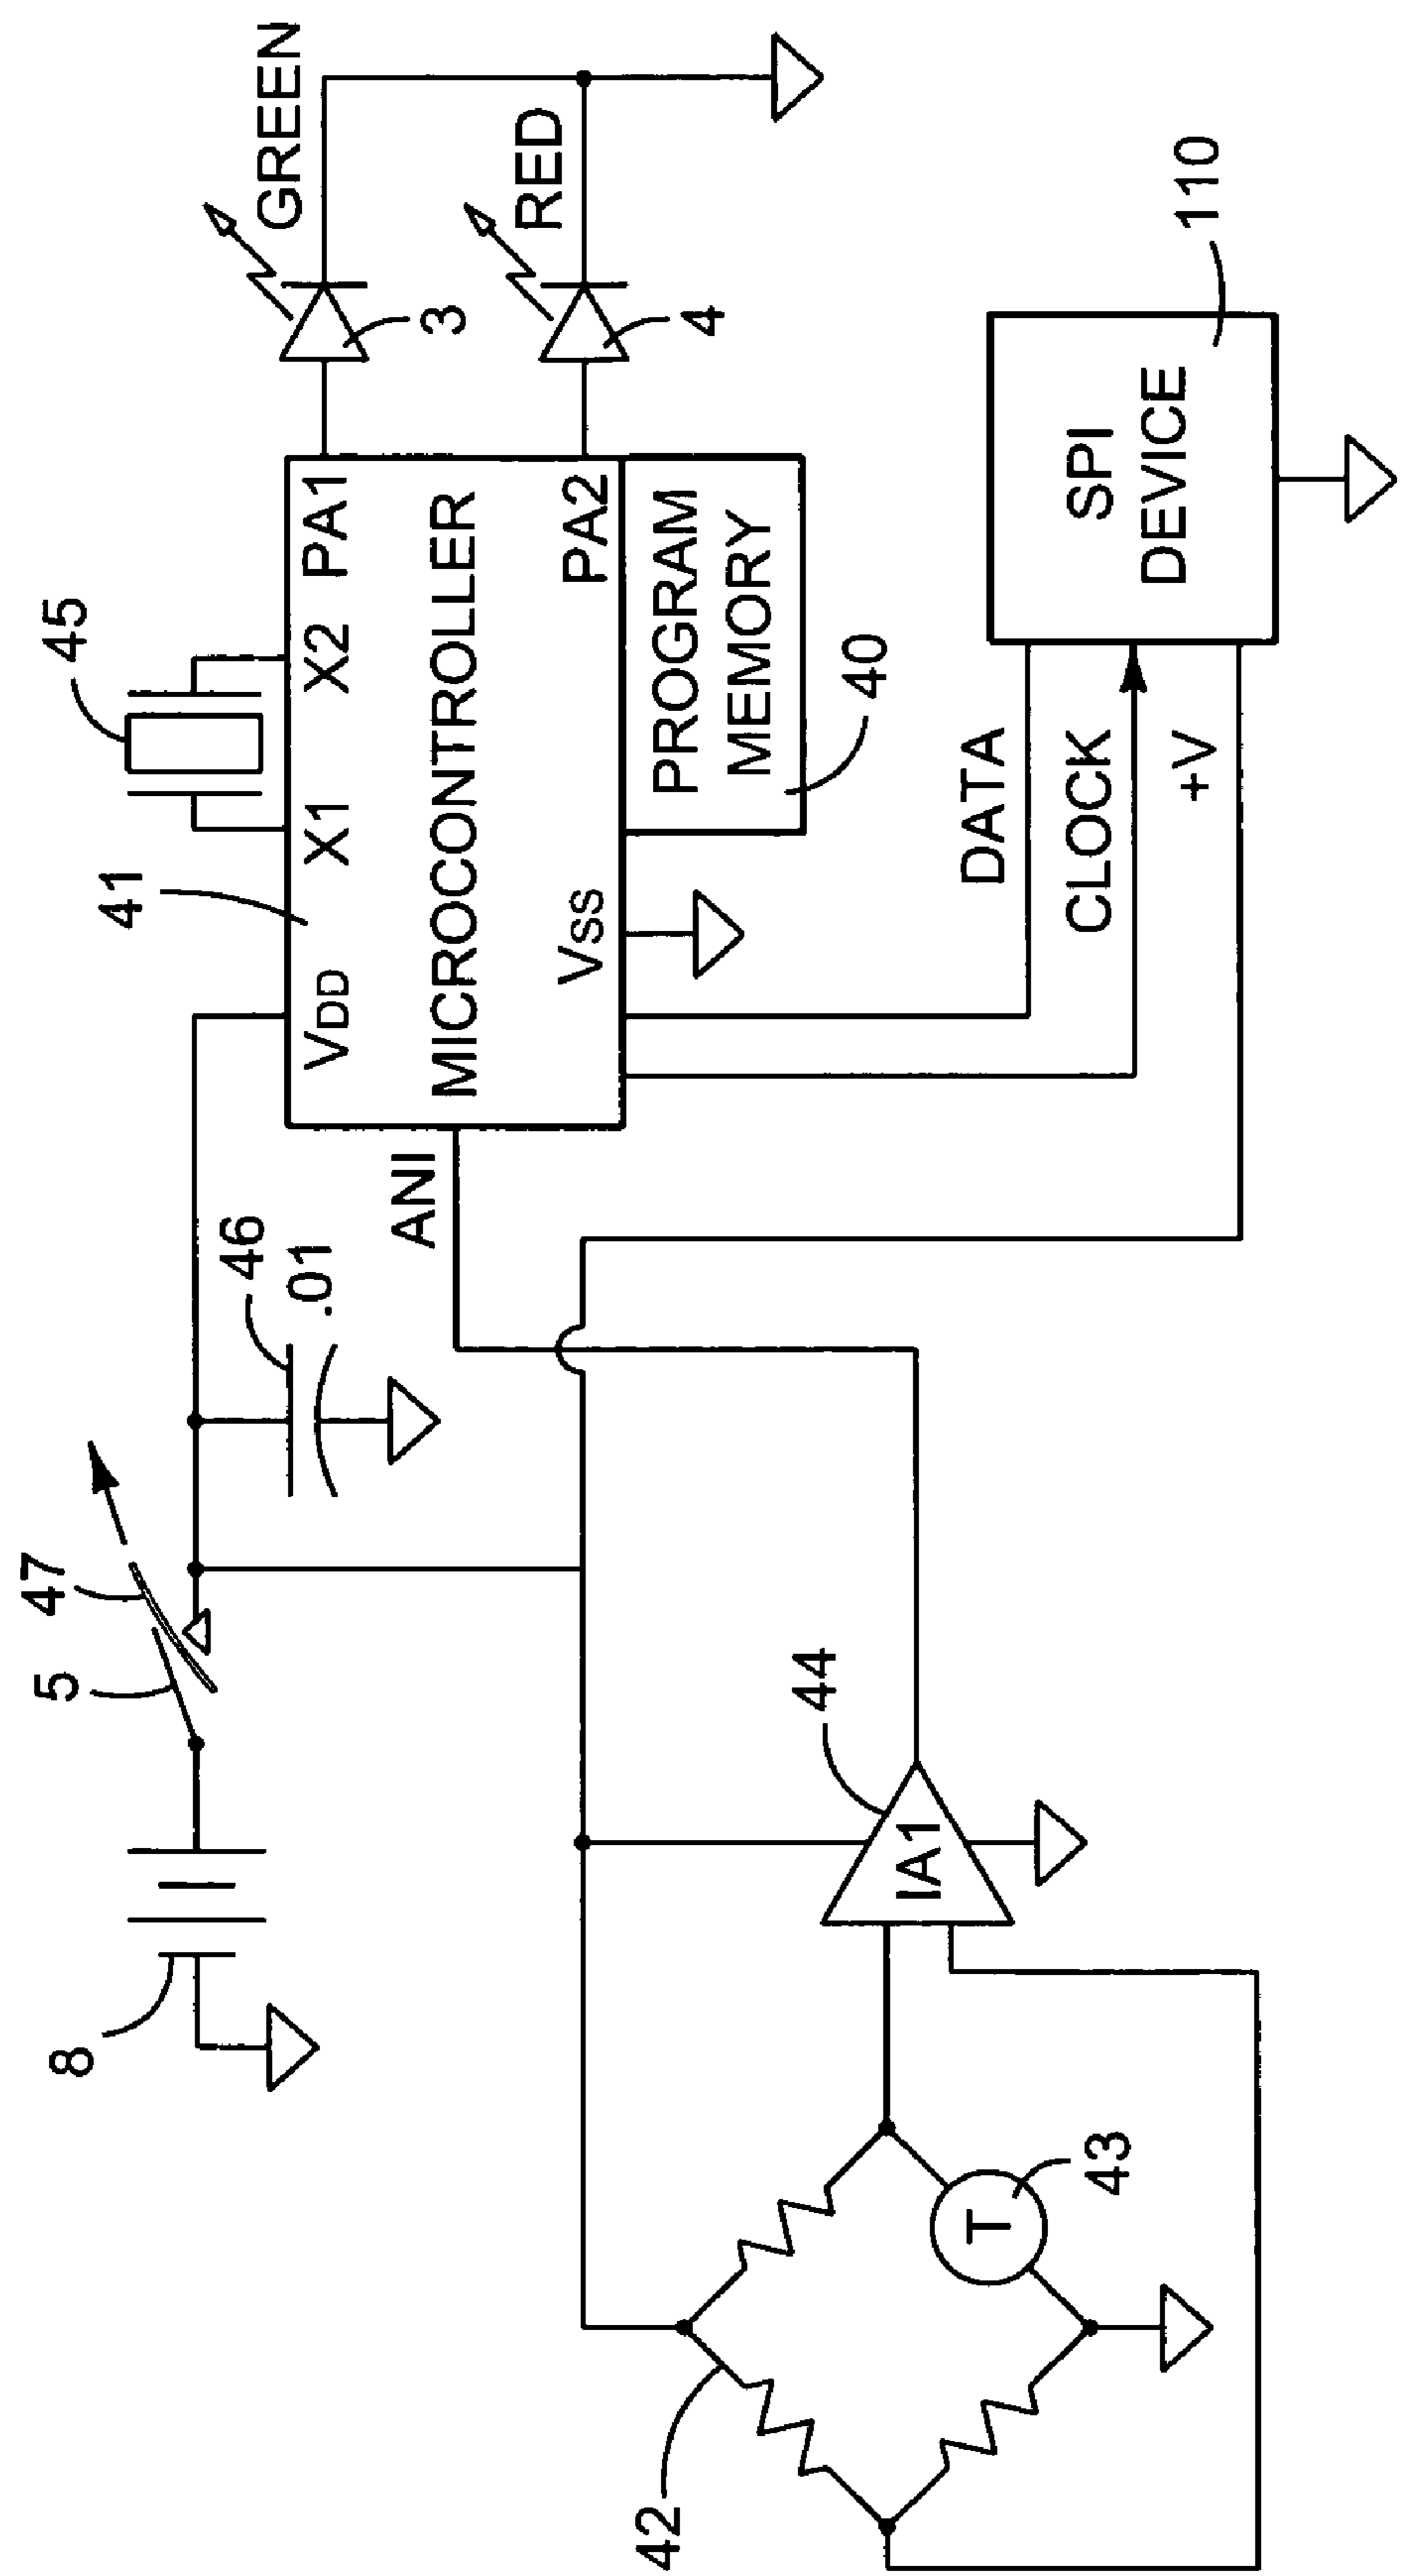 8
5
47
46
.01
41
45
VDD
X1
X2
PA1
MICROCONTROLLER
VSS
PA2
PROGRAM
MEMORY
40
GREEN
3
RED
4
ANI
DATA
CLOCK
+V
SPI
DEVICE
110
44
IA1
42
T
43